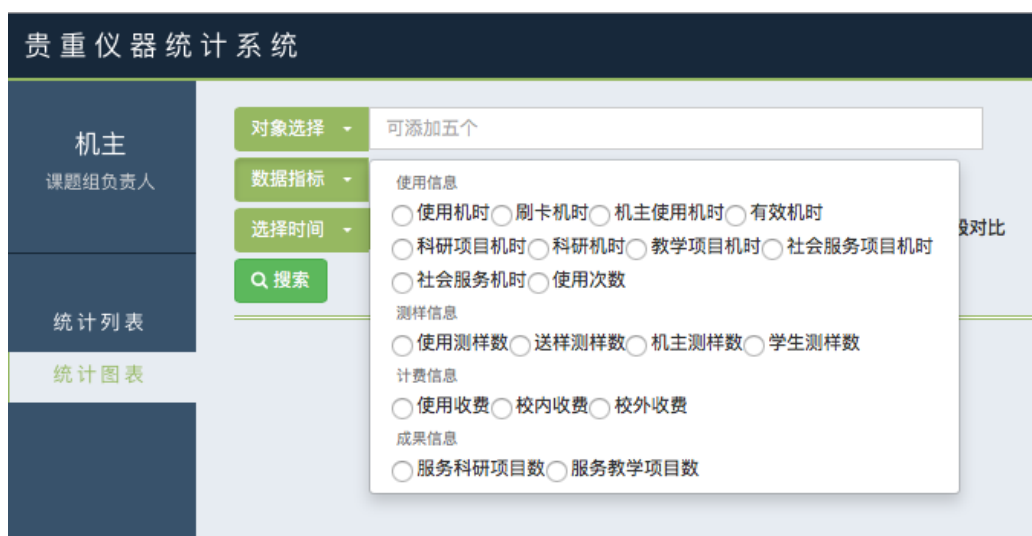 贵重仪器统计系统
机主
课题组负责人
统计列表
统计图表
对象选择 可添加五个
数据指标
选择时间 段对比
搜索
使用信息
使用机时 刷卡机时 机主使用机时 有效机时
科研项目机时 科研机时 教学项目机时 社会服务项目机时
社会服务机时 使用次数
测样信息
使用测样数 送样测样数 机主测样数 学生测样数
计费信息
使用收费 校内收费 校外收费
成果信息
服务科研项目数 服务教学项目数